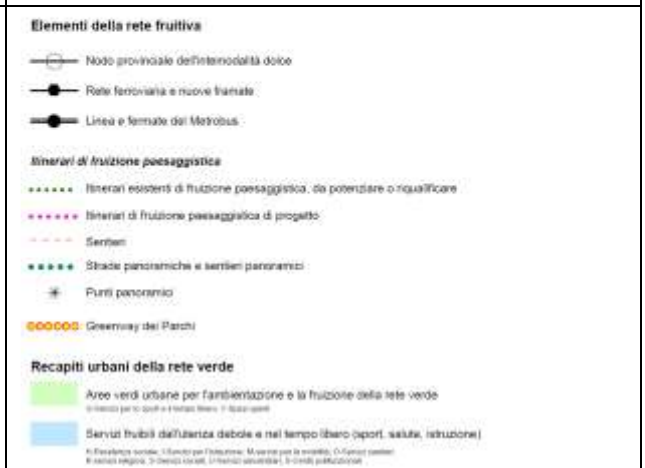 Elementi della rete fruitiva
Nodo provinciale dell'intermodalità dolce
Rete ferroviaria e nuove framate
Linea e fermate del Metrobus
Itinerari di fruizione paesaggistica
Itinerari esistenti di fruizione paesaggistica, da potenziare o riqualificare
Itinerari di fruizione paesaggistica di progetto
Sentieri
Strade panoramiche e sentieri panoramici
Punti panoramici
Greenway dei Parchi
Recapiti urbani della rete verde
Aree verdi urbane per l'ambientazione e la fruizione della rete verde
Servizi fruibili dall'utenza debole e nel tempo libero (sport, salute, istruzione)